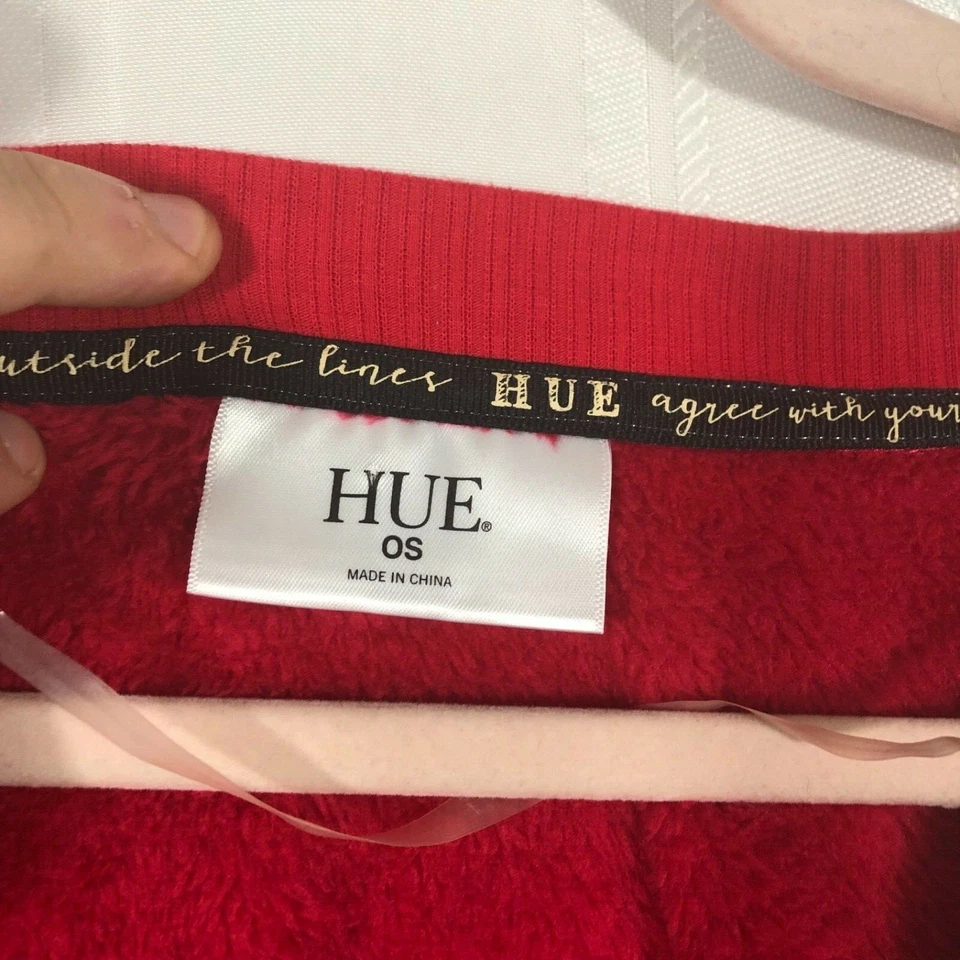 utside the lines HUE agree with your
HUE®
OS
MADE IN CHINA